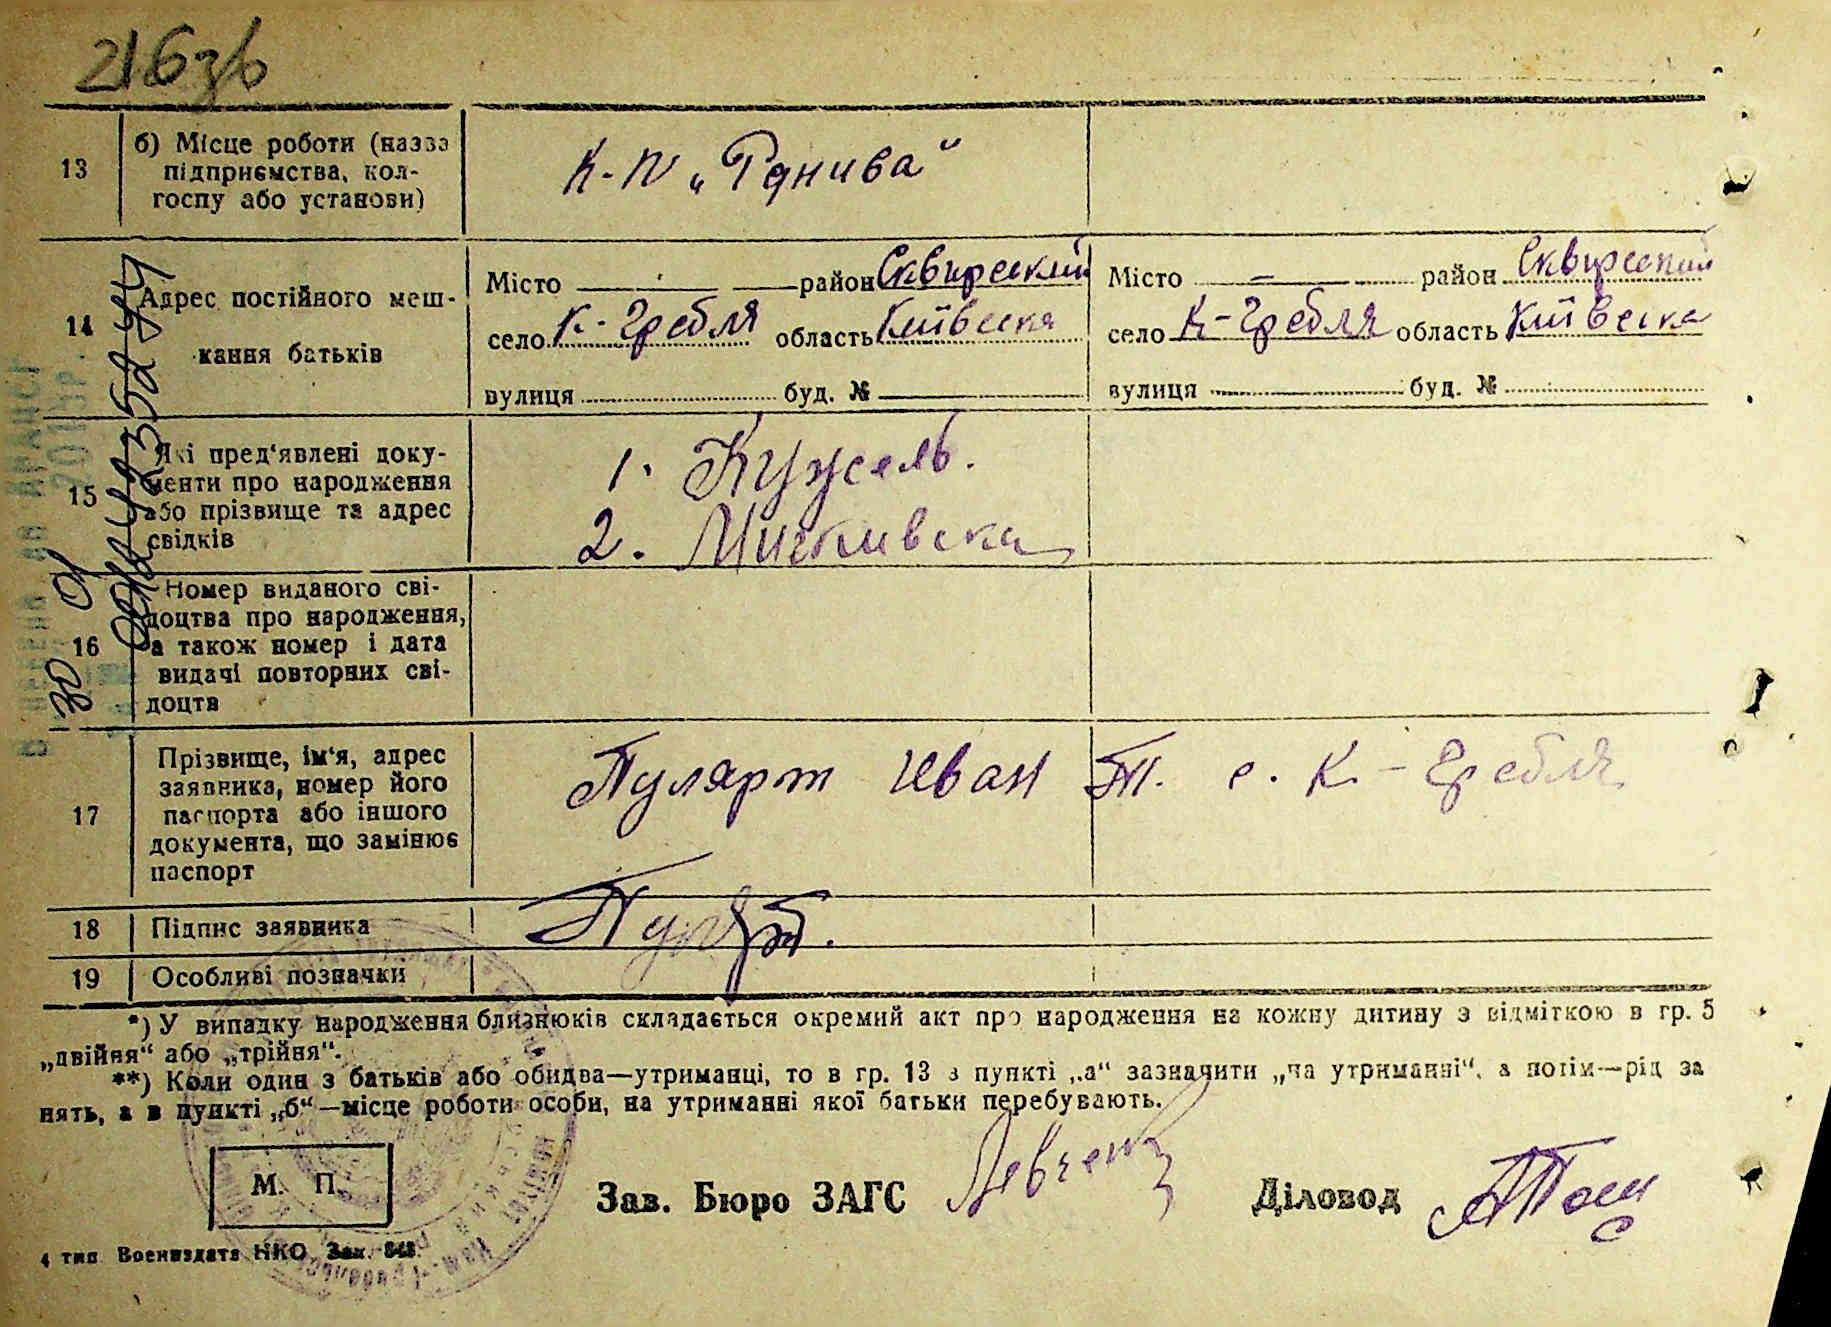 216зв
13
б) Місце роботи (назва
підприємства, кол-
госпу або установи)
К-п „Ранива"
14
Адрес постійного меш-
кання батьків
Місто — район Сквирський
село К-Гребля область Київська
вулиця буд. №
Місто — район Сквирський
село К-Гребля область Київська
вулиця буд. №
15
Які пред'явлені доку-
менти про народження
або прізвище та адрес
свідків
1. Кужель.
2. Мисківска
16
Номер виданого сві-
доцтва про народження,
а також номер і дата
видачі повторних сві-
доцтв
17
Прізвище, ім'я, адрес
заявника, номер його
паспорта або іншого
документа, що замінює
паспорт
Пулярт Иван Т. с. К-Гребля
18
Підпис заявника
19
Особливі позначки
*) У випадку народження близнюків складається окремий акт про народження на кожну дитину з відміткою в гр. 5
„двійня“ або „трійня“.
**) Коли один з батьків або обидва—утриманці, то в гр. 13 в пункті „а“ зазначити „на утриманні“, а потім—рід за
нять, а в пункті „б“—місце роботи особи, на утриманні якої батьки перебувають.
М. П.
Зав. Бюро ЗАГС
Діловод
4 тип Воениздата НКО Зак. 848